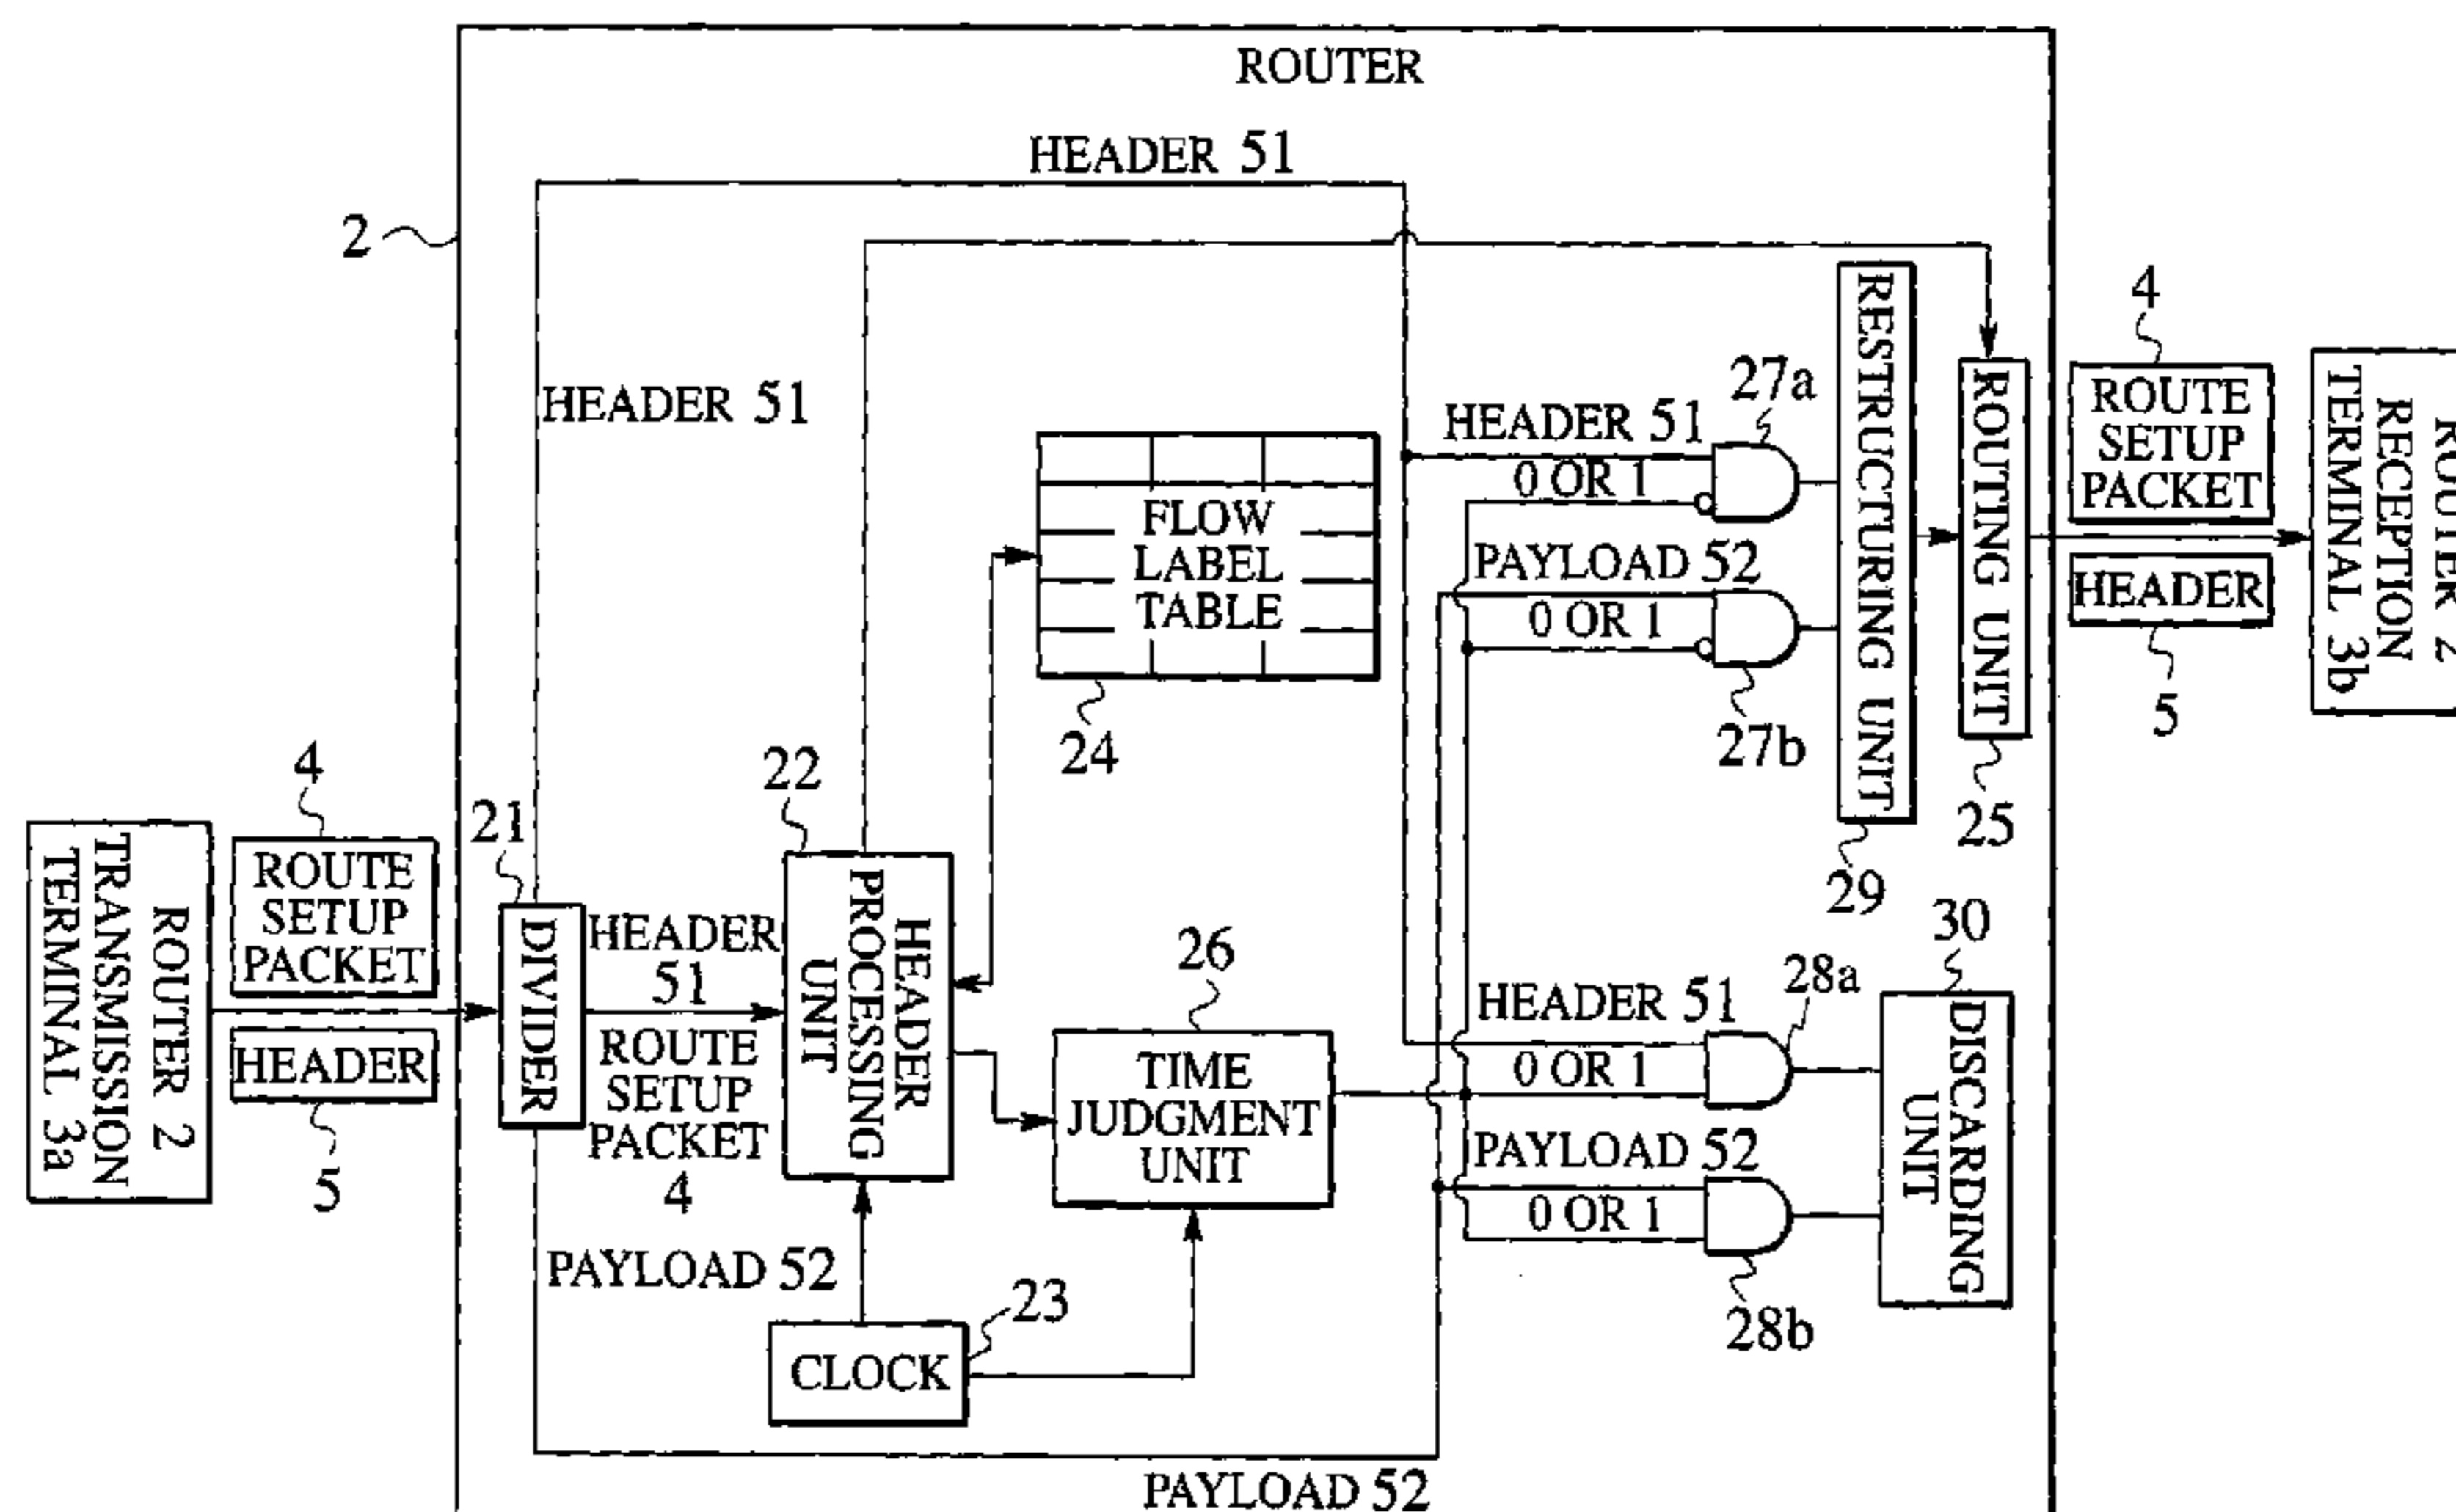 ROUTER
HEADER 51
2
HEADER 51
4
ROUTE
SETUP
PACKET
HEADER
5
ROUTER 2
RECEPTION
TERMINAL 3b
27a
HEADER 51
0 OR 1
PAYLOAD 52
0 OR 1
27b
RESTRUCTURING UNIT
29
ROUTING UNIT
25
FLOW
LABEL
TABLE
24
ROUTER 2
TRANSMISSION
TERMINAL 3a
4
ROUTE
SETUP
PACKET
HEADER
5
21
DIVIDER
HEADER
51
ROUTE
SETUP
PACKET
4
22
HEADER
PROCESSING
UNIT
26
TIME
JUDGMENT
UNIT
HEADER 51
0 OR 1
28a
PAYLOAD 52
0 OR 1
28b
30
DISCARDING
UNIT
PAYLOAD 52
23
CLOCK
PAYLOAD 52